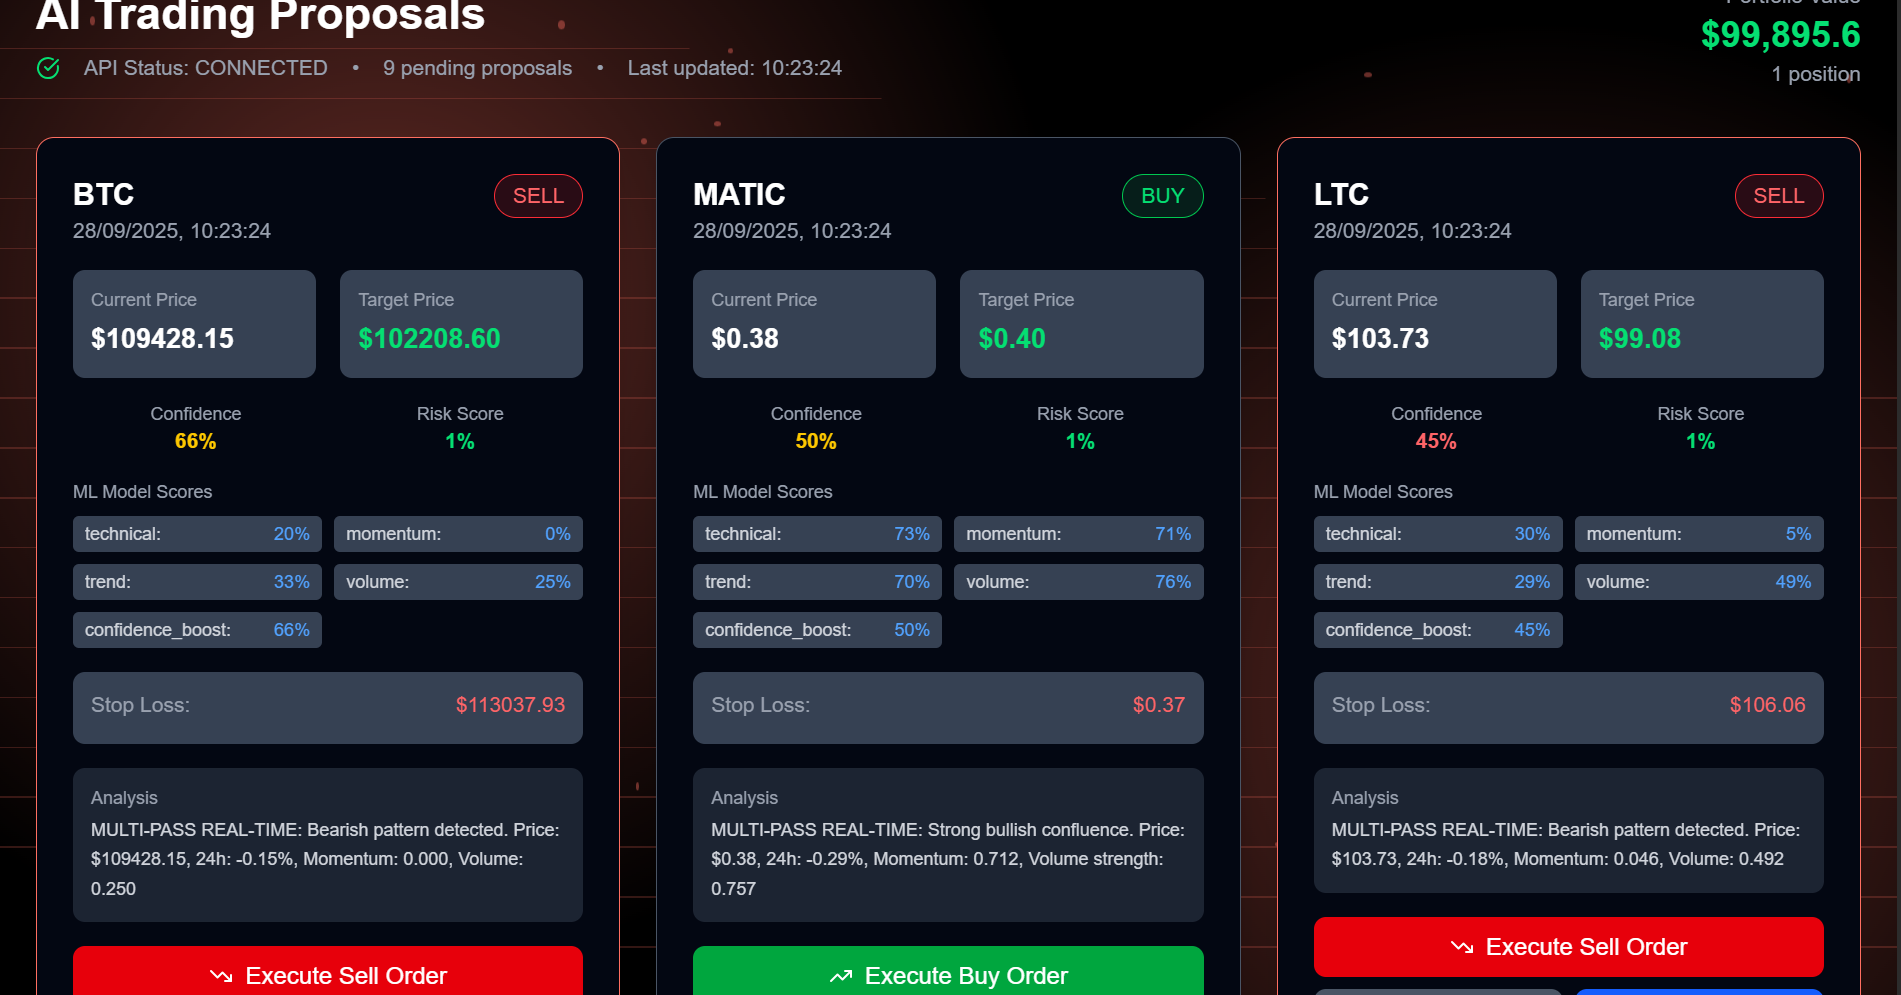 AI Trading Proposals
Portfolio Value
$99,895.6
API Status: CONNECTED • 9 pending proposals • Last updated: 10:23:24
1 position
BTC
SELL
28/09/2025, 10:23:24
Current Price
$109428.15
Target Price
$102208.60
Confidence
66%
Risk Score
1%
ML Model Scores
technical: 20%
momentum: 0%
trend: 33%
volume: 25%
confidence_boost: 66%
Stop Loss: $113037.93
Analysis
MULTI-PASS REAL-TIME: Bearish pattern detected. Price:
$109428.15, 24h: -0.15%, Momentum: 0.000, Volume:
0.250
Execute Sell Order
MATIC
BUY
28/09/2025, 10:23:24
Current Price
$0.38
Target Price
$0.40
Confidence
50%
Risk Score
1%
ML Model Scores
technical: 73%
momentum: 71%
trend: 70%
volume: 76%
confidence_boost: 50%
Stop Loss: $0.37
Analysis
MULTI-PASS REAL-TIME: Strong bullish confluence. Price:
$0.38, 24h: -0.29%, Momentum: 0.712, Volume strength:
0.757
Execute Buy Order
LTC
SELL
28/09/2025, 10:23:24
Current Price
$103.73
Target Price
$99.08
Confidence
45%
Risk Score
1%
ML Model Scores
technical: 30%
momentum: 5%
trend: 29%
volume: 49%
confidence_boost: 45%
Stop Loss: $106.06
Analysis
MULTI-PASS REAL-TIME: Bearish pattern detected. Price:
$103.73, 24h: -0.18%, Momentum: 0.046, Volume: 0.492
Execute Sell Order